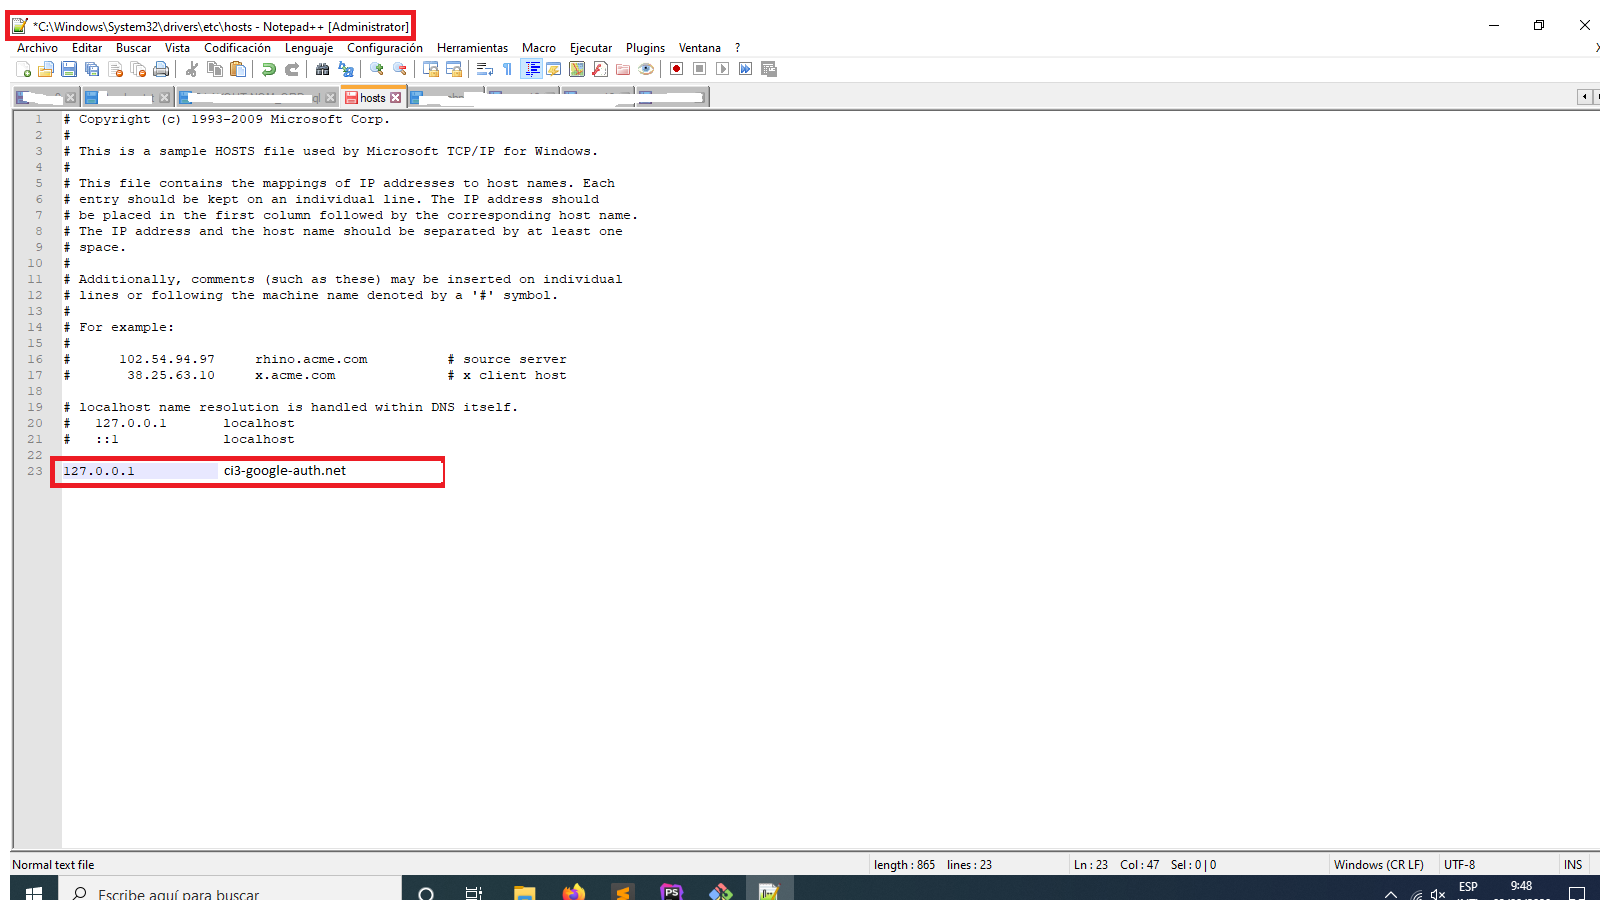 *C:\Windows\System32\drivers\etc\hosts - Notepad++ [Administrator]
Archivo Editar Buscar Vista Codificación Lenguaje Configuración Herramientas Macro Ejecutar Plugins Ventana ?
hosts
1 # Copyright (c) 1993-2009 Microsoft Corp.
2 #
3 # This is a sample HOSTS file used by Microsoft TCP/IP for Windows.
4 #
5 # This file contains the mappings of IP addresses to host names. Each
6 # entry should be kept on an individual line. The IP address should
7 # be placed in the first column followed by the corresponding host name.
8 # The IP address and the host name should be separated by at least one
9 # space.
10 #
11 # Additionally, comments (such as these) may be inserted on individual
12 # lines or following the machine name denoted by a '#' symbol.
13 #
14 # For example:
15 #
16 # 102.54.94.97 rhino.acme.com # source server
17 # 38.25.63.10 x.acme.com # x client host
18
19 # localhost name resolution is handled within DNS itself.
20 # 127.0.0.1 localhost
21 # ::1 localhost
22
23 127.0.0.1 ci3-google-auth.net
Normal text file length : 865 lines : 23 Ln : 23 Col : 47 Sel : 0 | 0 Windows (CR LF) UTF-8 INS
Escribe aquí para buscar PS ESP 9:48